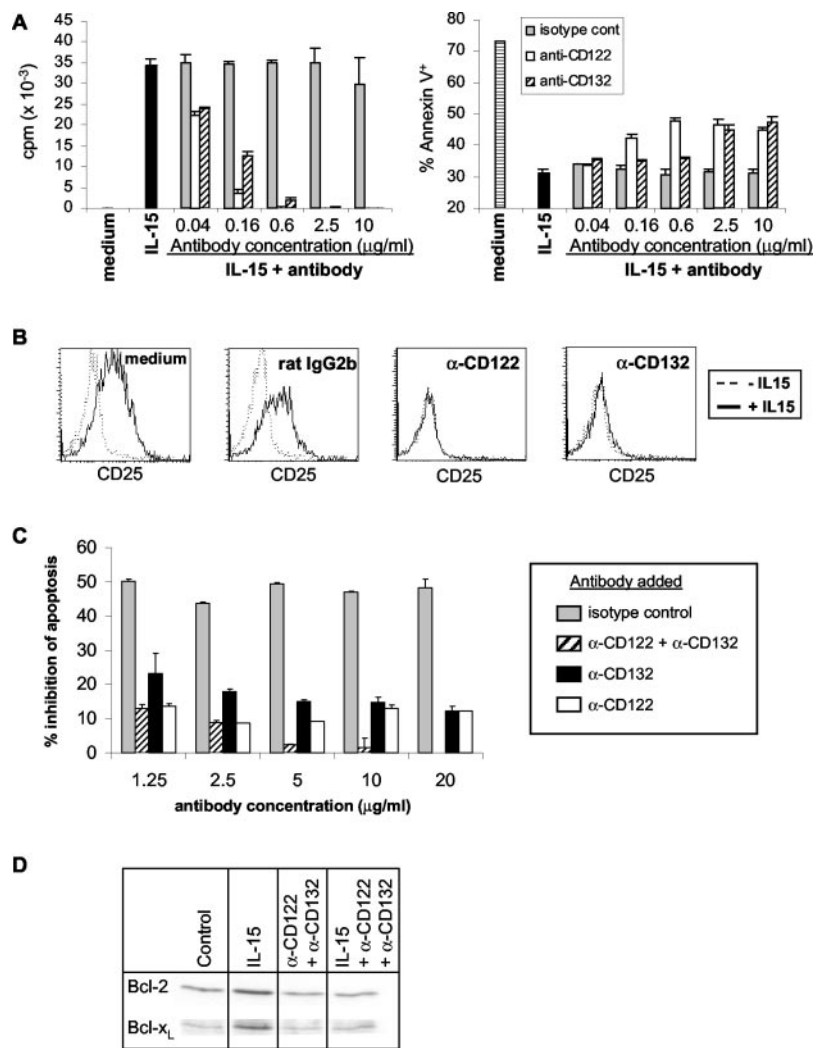 A
cpm (x 10⁻³)
45
40
35
30
25
20
15
10
5
0
medium
IL-15
0.04 0.16 0.6 2.5 10
Antibody concentration (μg/ml)
IL-15 + antibody
% Annexin V⁺
80
70
60
50
40
30
20
isotype cont
anti-CD122
anti-CD132
medium
IL-15
0.04 0.16 0.6 2.5 10
Antibody concentration (μg/ml)
IL-15 + antibody
B
medium
CD25
rat IgG2b
CD25
α-CD122
CD25
α-CD132
CD25
- IL15
+ IL15
C
% inhibition of apoptosis
60
50
40
30
20
10
0
1.25 2.5 5 10 20
antibody concentration (μg/ml)
Antibody added
isotype control
α-CD122 + α-CD132
α-CD132
α-CD122
D
Control
IL-15
α-CD122
+ α-CD132
IL-15
+ α-CD122
+ α-CD132
Bcl-2
Bcl-xL